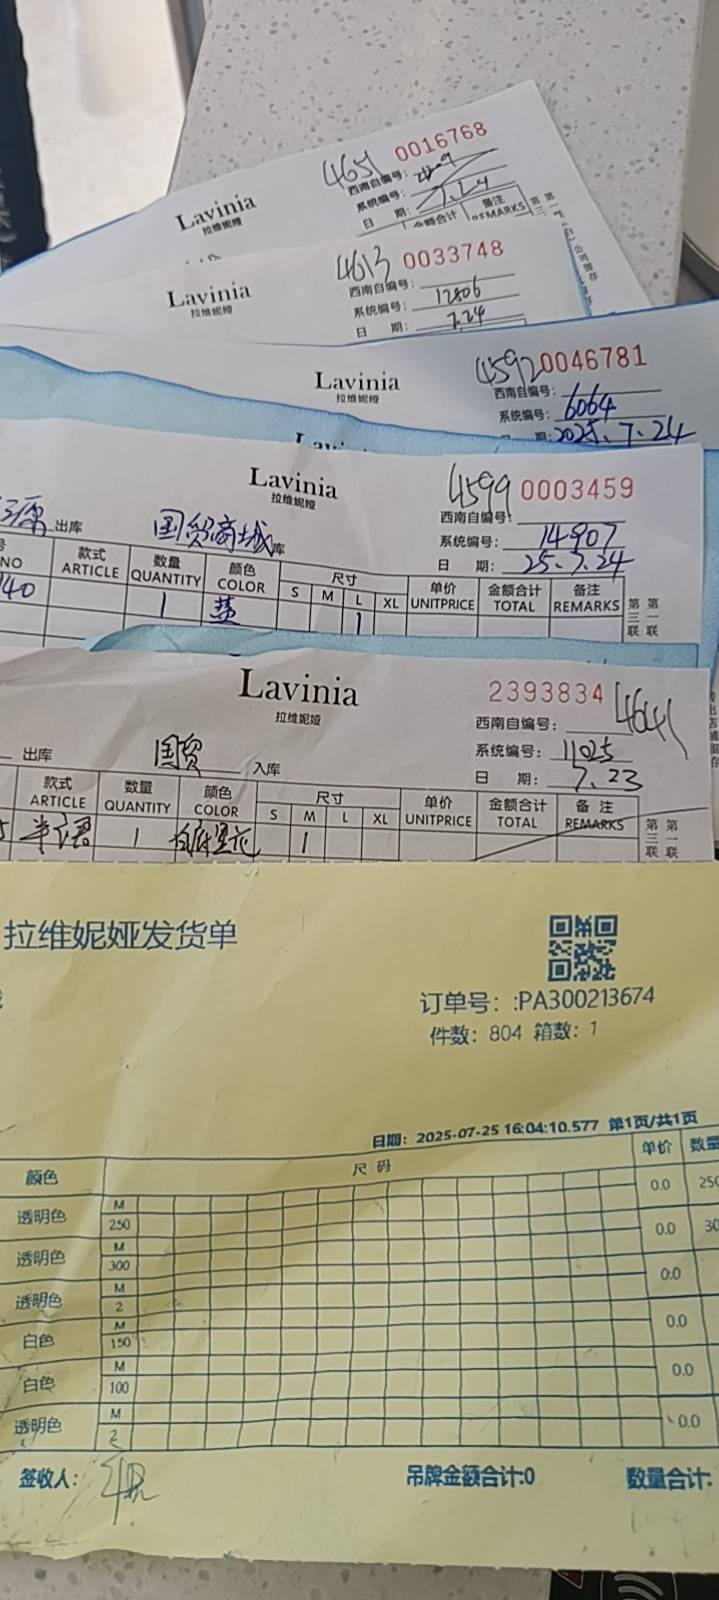 4651 0016768
西南自编号：
Lavinia
系统编号：
拉维妮娅
日 期： 7.24
金额合计 备注
REMARKS
4613 0033748
西南自编号：
Lavinia
系统编号： 12806
拉维妮娅
日 期： 7.24
4592 0046781
西南自编号：
Lavinia
系统编号： 6064
拉维妮娅
期： 2025.7.24
4599 0003459
Lavinia
西南自编号：
拉维妮娅
系统编号： 14907
出库 国贸商城 库
日 期： 25.7.24
NO 款式 数量 颜色 尺寸 单价 金额合计 备注
ARTICLE QUANTITY COLOR S M L XL UNITPRICE TOTAL REMARKS
1 1
第三联 第一联
Lavinia
2393834 4641
拉维妮娅
西南自编号：
系统编号： 11025
出库 国贸 入库
日 期： 7.23
款式 数量 颜色 尺寸 单价 金额合计 备注
ARTICLE QUANTITY COLOR S M L XL UNITPRICE TOTAL REMARKS
1 白底黑花 1
第三联 第一联
拉维妮娅发货单
订单号：:PA300213674
件数：804 箱数：1
日期：2025-07-25 16:04:10.577 第1页/共1页
颜色 尺 码 单价 数量
透明色 M 0.0 250
250
透明色 M 0.0 30
300
透明色 M 0.0
2
白色 M 0.0
150
白色 M 0.0
100
透明色 M 0.0
2
签收人： 吊牌金额合计:0 数量合计: